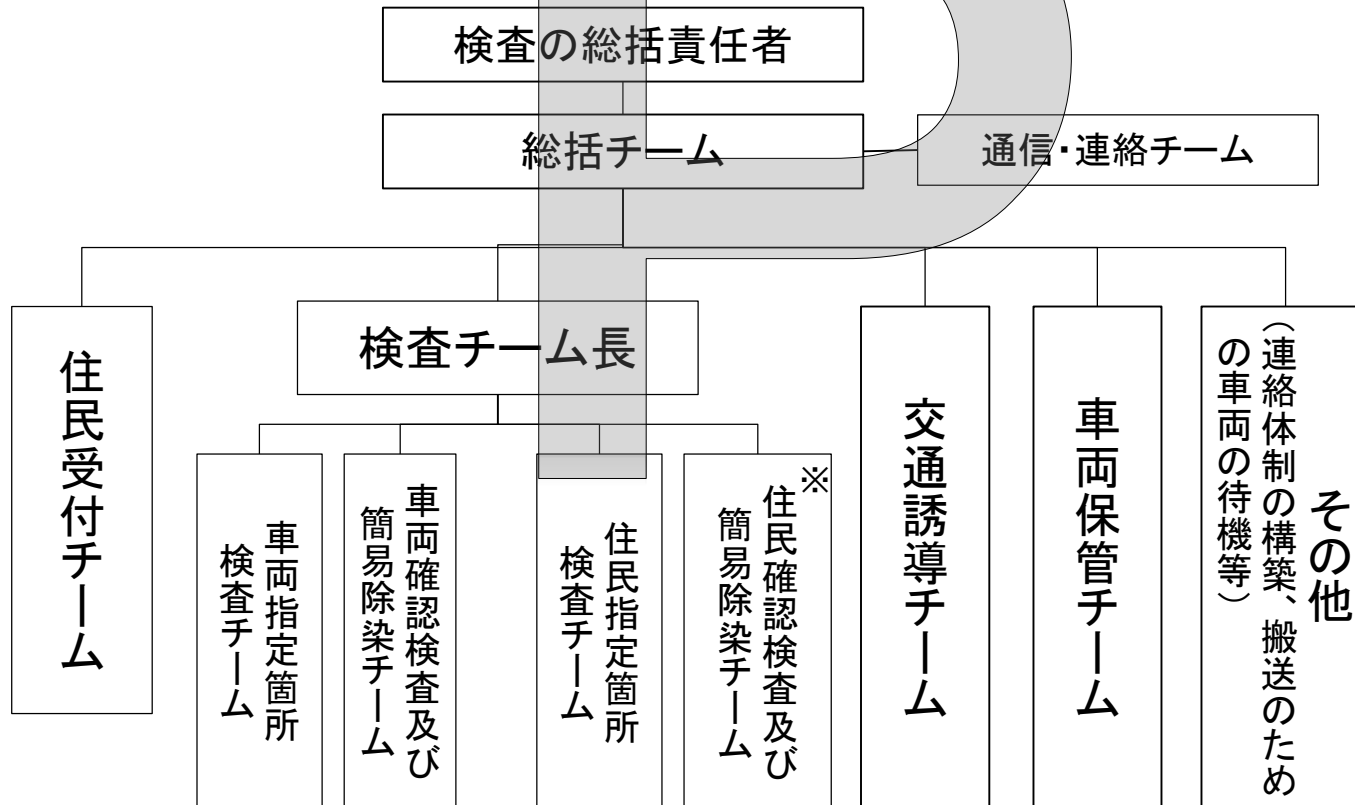 検査の総括責任者
総括チーム
通信・連絡チーム
住民受付チーム
検査チーム長
車両指定箇所
検査チーム
車両確認検査及び
簡易除染チーム
住民指定箇所
検査チーム
住民確認検査及び※
簡易除染チーム
交通誘導チーム
車両保管チーム
その他
（連絡体制の構築、搬送のため
の車両の待機等）